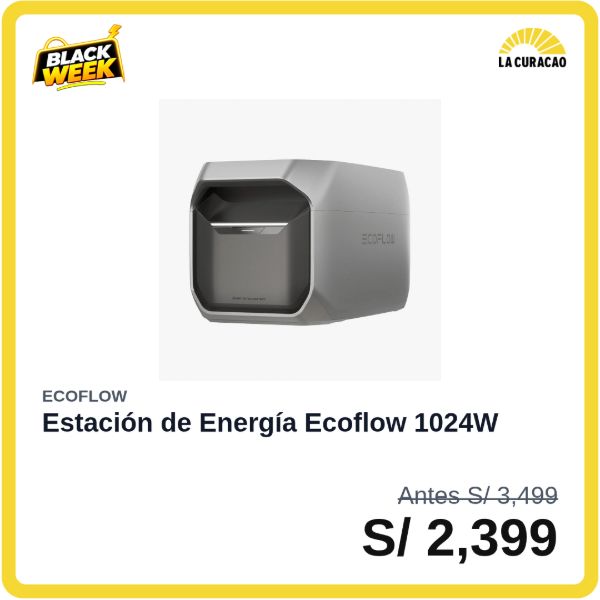 BLACK
WEEK
LA CURACAO
ECOFLOW
ECOFLOW
Estación de Energía Ecoflow 1024W
Antes S/ 3,499
S/ 2,399